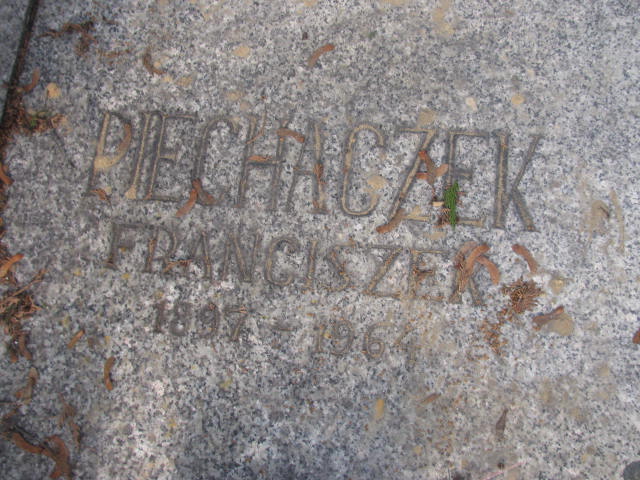 PIECHACZEK
FRANCISZEK
1897 - 1964